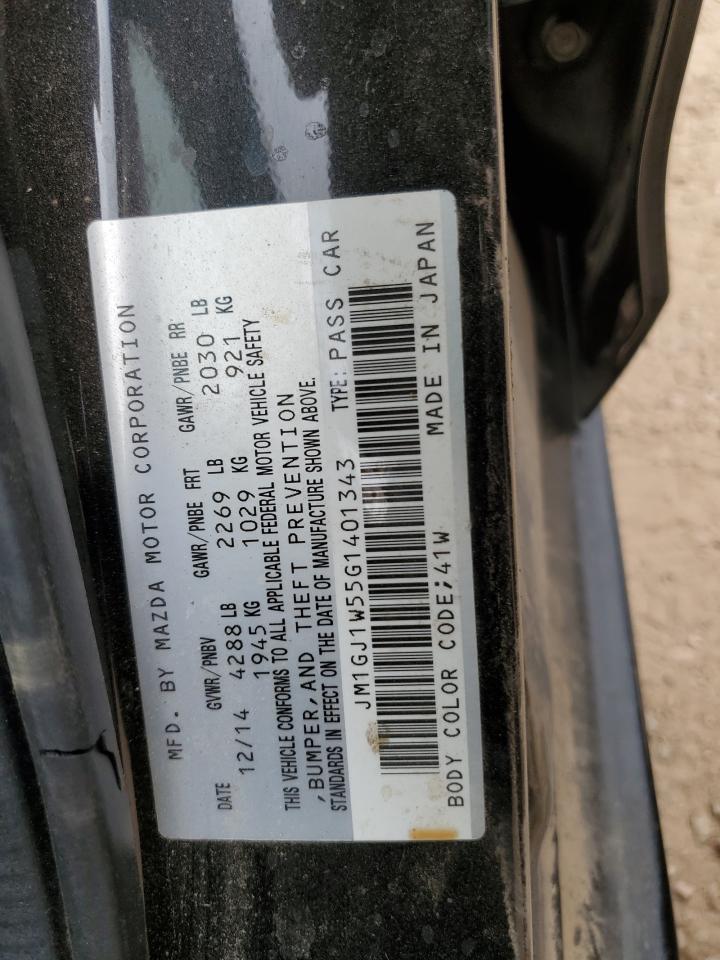 MFD. BY MAZDA MOTOR CORPORATION
DATE GVWR/PNBV GAWR/PNBE FRT GAWR/PNBE RR
12/14 4288 LB 2269 LB 2030 LB
1945 KG 1029 KG 921 KG
THIS VEHICLE CONFORMS TO ALL APPLICABLE FEDERAL MOTOR VEHICLE SAFETY
,BUMPER,AND THEFT PREVENTION
STANDARDS IN EFFECT ON THE DATE OF MANUFACTURE SHOWN ABOVE.
JM1GJ1W55G1401343 TYPE: PASS CAR
BODY COLOR CODE;41W MADE IN JAPAN